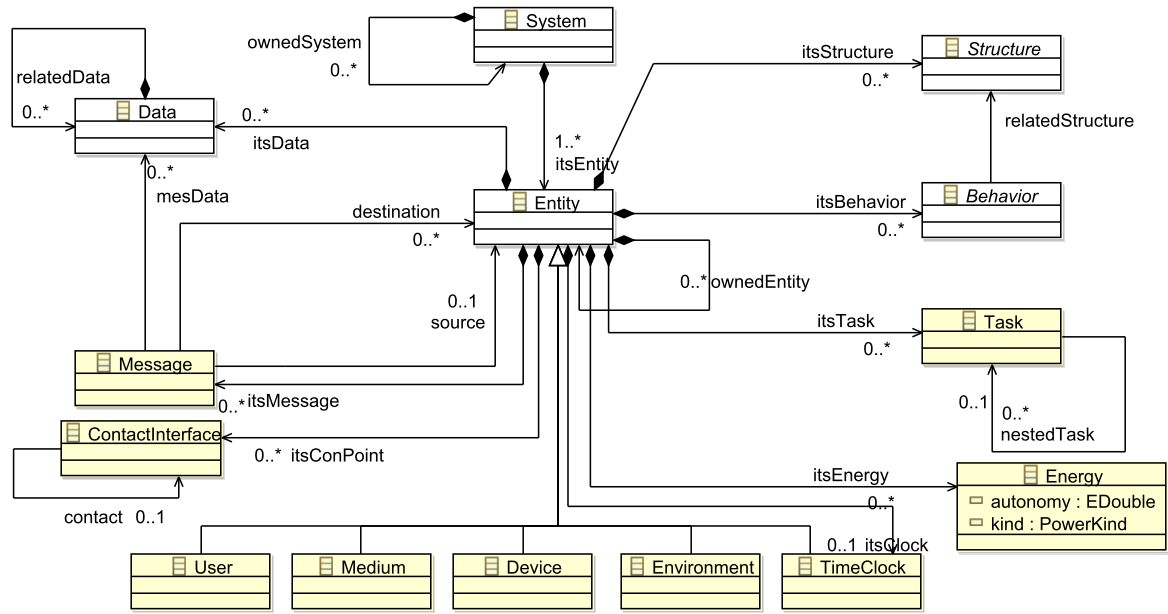 System
ownedSystem
0..*
itsStructure
0..*
Structure
relatedData
0..*
Data
0..*
itsData
1..*
itsEntity
relatedStructure
0..*
mesData
Entity
Behavior
destination
0..*
itsBehavior
0..*
0..*
ownedEntity
0..1
source
itsTask
0..*
Task
Message
0..*
itsMessage
0..1
0..*
nestedTask
ContactInterface
0..*
itsConPoint
itsEnergy
0..*
Energy
autonomy : EDouble
kind : PowerKind
contact
0..1
0..1
itsClock
User
Medium
Device
Environment
TimeClock